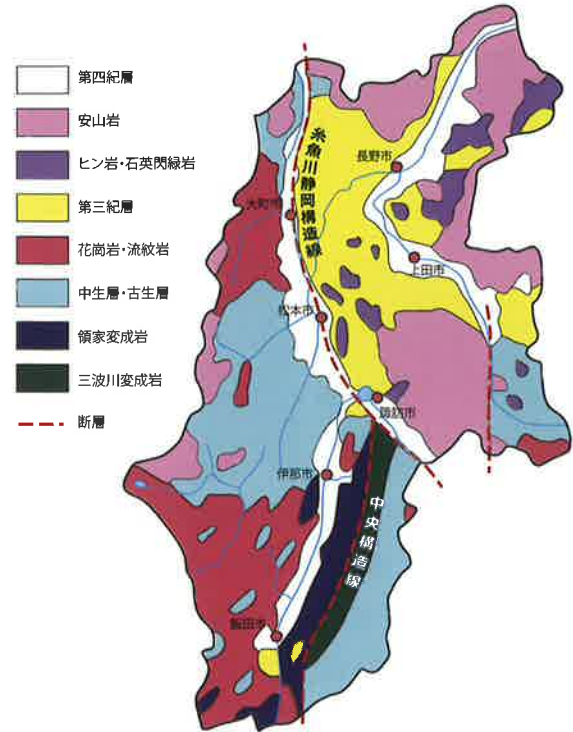 第四紀層
安山岩
ヒン岩・石英閃緑岩
第三紀層
花崗岩・流紋岩
中生層・古生層
領家変成岩
三波川変成岩
断層
糸魚川静岡構造線
長野市
大町市
上田市
松本市
諏訪市
伊那市
中央構造線
飯田市